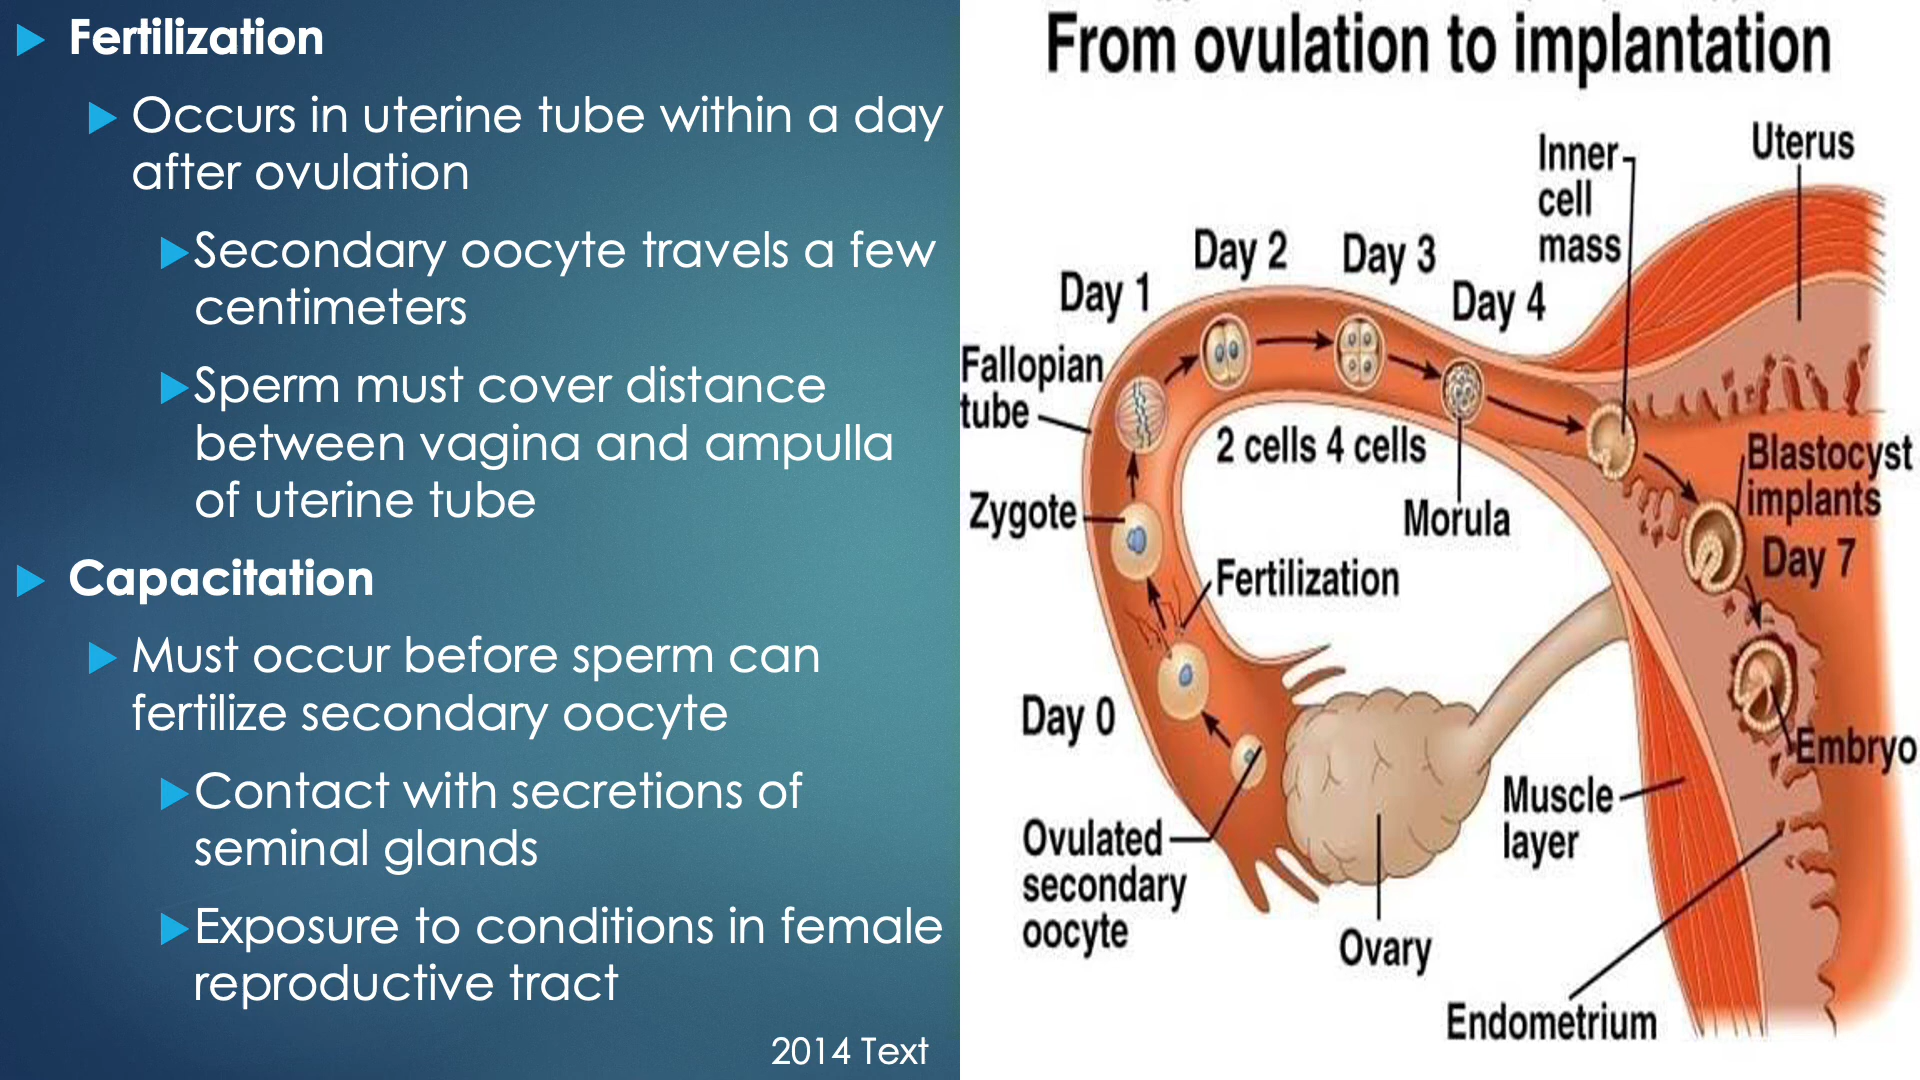 Fertilization
Occurs in uterine tube within a day
after ovulation
Secondary oocyte travels a few
centimeters
Sperm must cover distance
between vagina and ampulla
of uterine tube
Capacitation
Must occur before sperm can
fertilize secondary oocyte
Contact with secretions of
seminal glands
Exposure to conditions in female
reproductive tract
2014 Text
From ovulation to implantation
Inner
cell
mass
Uterus
Day 1
Day 2
Day 3
Day 4
Fallopian
tube
2 cells 4 cells
Blastocyst
implants
Day 7
Zygote
Morula
Fertilization
Day 0
Embryo
Muscle
layer
Ovulated
secondary
oocyte
Ovary
Endometrium